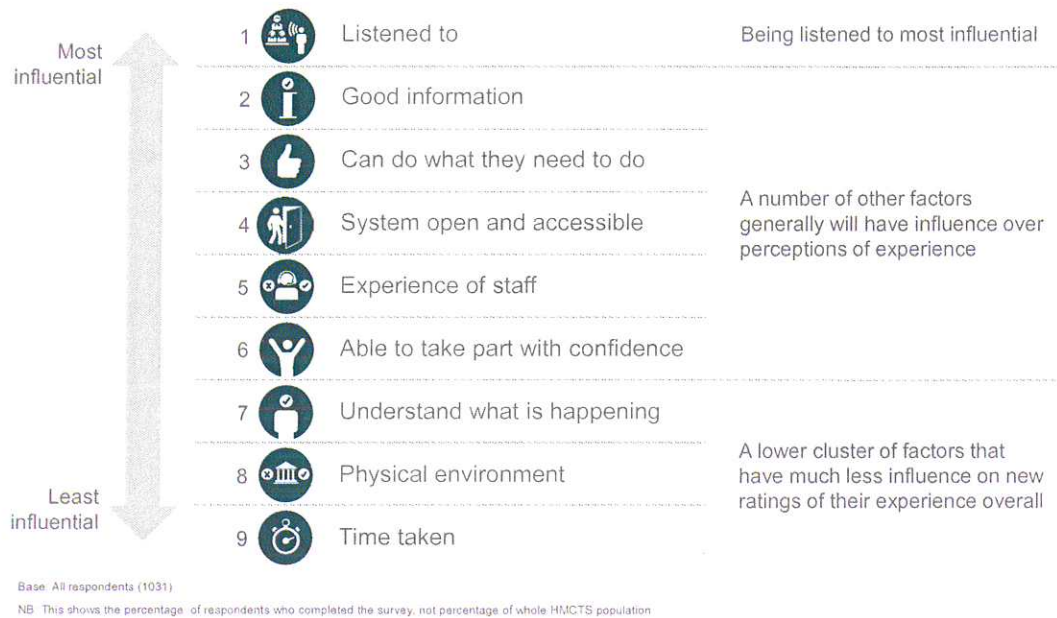 Most
influential
1 Listened to
Being listened to most influential
2 Good information
3 Can do what they need to do
4 System open and accessible
A number of other factors
generally will have influence over
perceptions of experience
5 Experience of staff
6 Able to take part with confidence
7 Understand what is happening
8 Physical environment
A lower cluster of factors that
have much less influence on new
ratings of their experience overall
Least
influential
9 Time taken
Base: All respondents (1031)
NB This shows the percentage of respondents who completed the survey, not percentage of whole HMCTS population